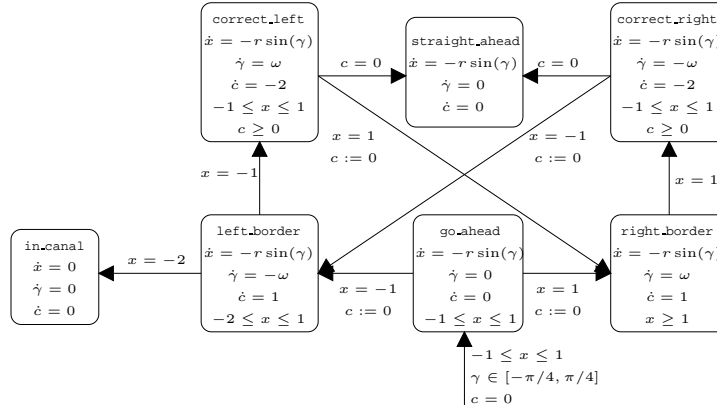 correct_left
ẋ = −r sin(γ)
γ̇ = ω
ċ = −2
−1 ≤ x ≤ 1
c ≥ 0
c = 0
straight_ahead
ẋ = −r sin(γ)
γ̇ = 0
ċ = 0
c = 0
correct_right
ẋ = −r sin(γ)
γ̇ = −ω
ċ = −2
−1 ≤ x ≤ 1
c ≥ 0
x = 1
c := 0
x = −1
c := 0
x = −1
x = 1
in_canal
ẋ = 0
γ̇ = 0
ċ = 0
x = −2
left_border
ẋ = −r sin(γ)
γ̇ = −ω
ċ = 1
−2 ≤ x ≤ 1
x = −1
c := 0
go_ahead
ẋ = −r sin(γ)
γ̇ = 0
ċ = 0
−1 ≤ x ≤ 1
x = 1
c := 0
right_border
ẋ = −r sin(γ)
γ̇ = ω
ċ = 1
x ≥ 1
−1 ≤ x ≤ 1
γ ∈ [−π/4, π/4]
c = 0